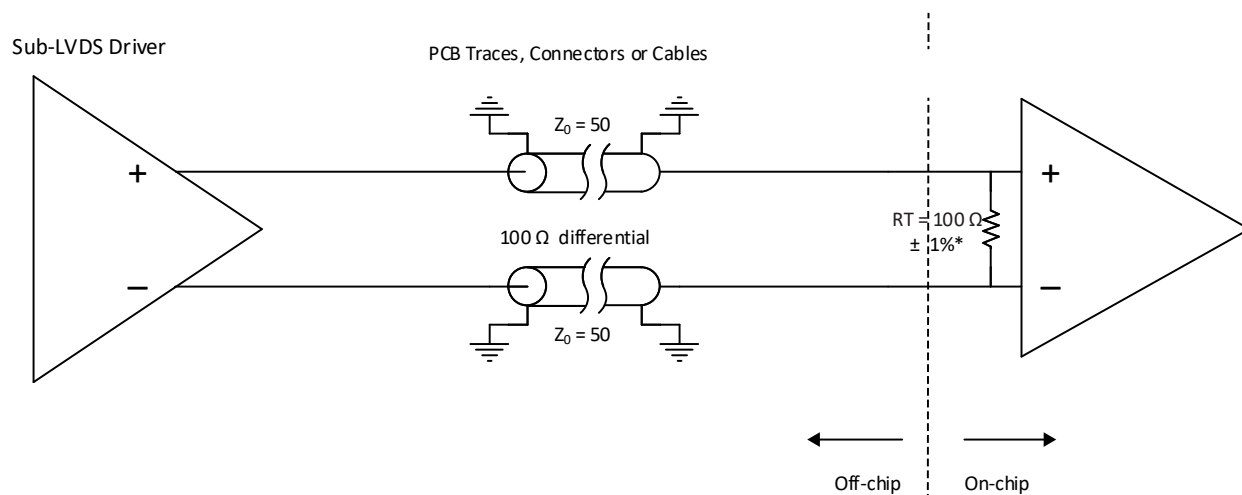 Sub-LVDS Driver
PCB Traces, Connectors or Cables
Z0 = 50
+
+
RT = 100 Ω
± 1%*
100 Ω differential
−
−
Z0 = 50
Off-chip
On-chip